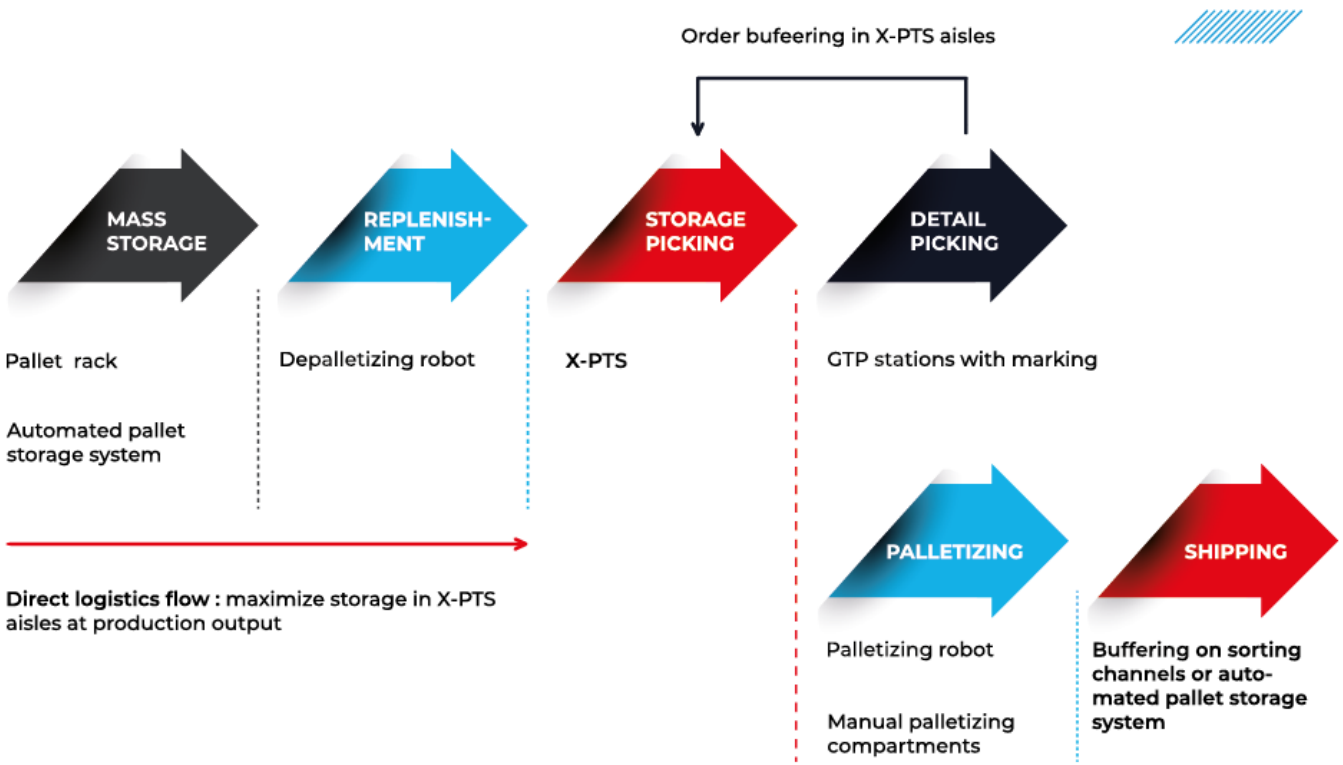 Order bufeering in X-PTS aisles
MASS
STORAGE
REPLENISH-
MENT
STORAGE
PICKING
DETAIL
PICKING
Pallet rack
Automated pallet
storage system
Depalletizing robot
X-PTS
GTP stations with marking
Direct logistics flow : maximize storage in X-PTS
aisles at production output
PALLETIZING
SHIPPING
Palletizing robot
Manual palletizing
compartments
Buffering on sorting
channels or auto-
mated pallet storage
system